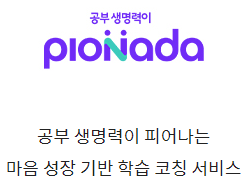 공부 생명력이
pioNada
공부 생명력이 피어나는
마음 성장 기반 학습 코칭 서비스